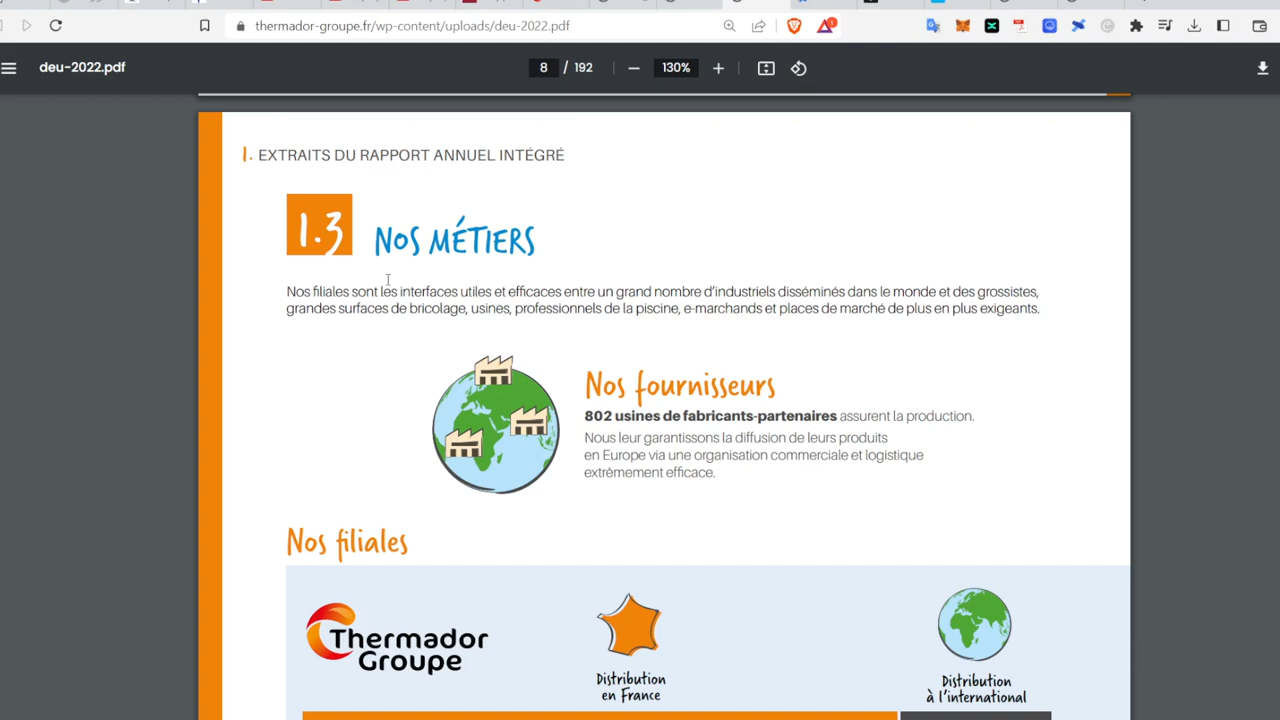 thermador-groupe.fr/wp-content/uploads/deu-2022.pdf
deu-2022.pdf
8 / 192
130%
1. EXTRAITS DU RAPPORT ANNUEL INTÉGRÉ
1.3 NOS MÉTIERS
Nos filiales sont les interfaces utiles et efficaces entre un grand nombre d'industriels disséminés dans le monde et des grossistes,
grandes surfaces de bricolage, usines, professionnels de la piscine, e-marchands et places de marché de plus en plus exigeants.
Nos fournisseurs
802 usines de fabricants-partenaires assurent la production.
Nous leur garantissons la diffusion de leurs produits
en Europe via une organisation commerciale et logistique
extrêmement efficace.
Nos filiales
Thermador
Groupe
Distribution
en France
Distribution
à l'international